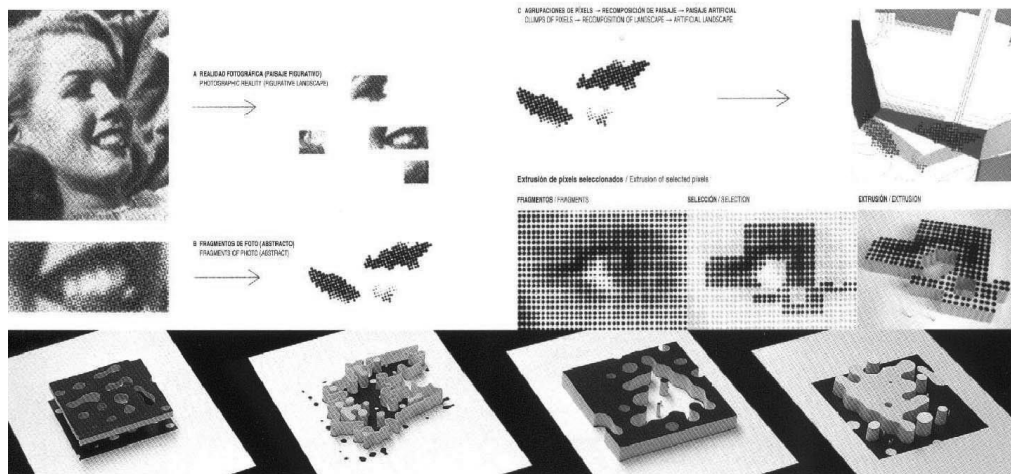 A REALIDAD FOTOGRÁFICA (PAISAJE FIGURATIVO)
PHOTOGRAPHIC REALITY (FIGURATIVE LANDSCAPE)
B FRAGMENTOS DE FOTO (ABSTRACTO)
FRAGMENTS OF PHOTO (ABSTRACT)
C AGRUPACIONES DE PÍXELS → RECOMPOSICIÓN DE PAISAJE → PAISAJE ARTIFICIAL
CLUMPS OF PIXELS → RECOMPOSITION OF LANDSCAPE → ARTIFICIAL LANDSCAPE
Extrusión de píxels seleccionados / Extrusion of selected pixels
FRAGMENTOS / FRAGMENTS
SELECCIÓN / SELECTION
EXTRUSIÓN / EXTRUSION